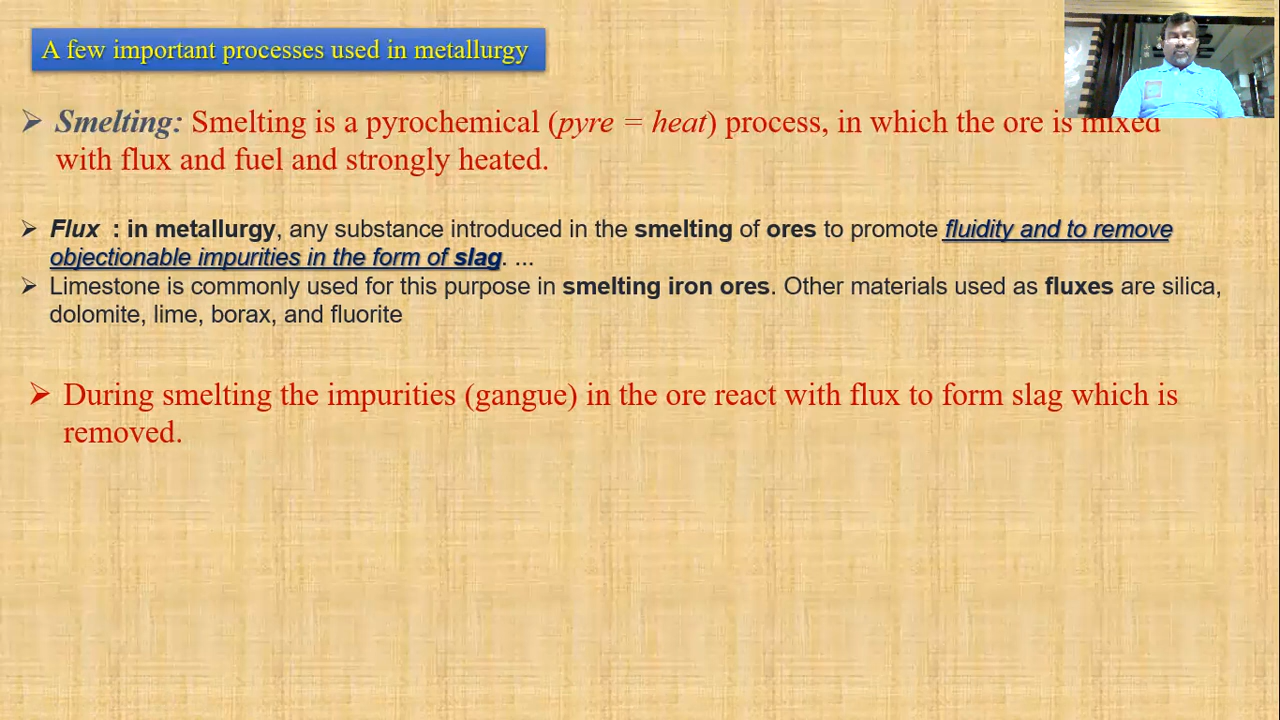 A few important processes used in metallurgy
➢ Smelting: Smelting is a pyrochemical (pyre = heat) process, in which the ore is mixed
with flux and fuel and strongly heated.
➢ Flux : in metallurgy, any substance introduced in the smelting of ores to promote fluidity and to remove
objectionable impurities in the form of slag. ...
➢ Limestone is commonly used for this purpose in smelting iron ores. Other materials used as fluxes are silica,
dolomite, lime, borax, and fluorite
➢ During smelting the impurities (gangue) in the ore react with flux to form slag which is
removed.